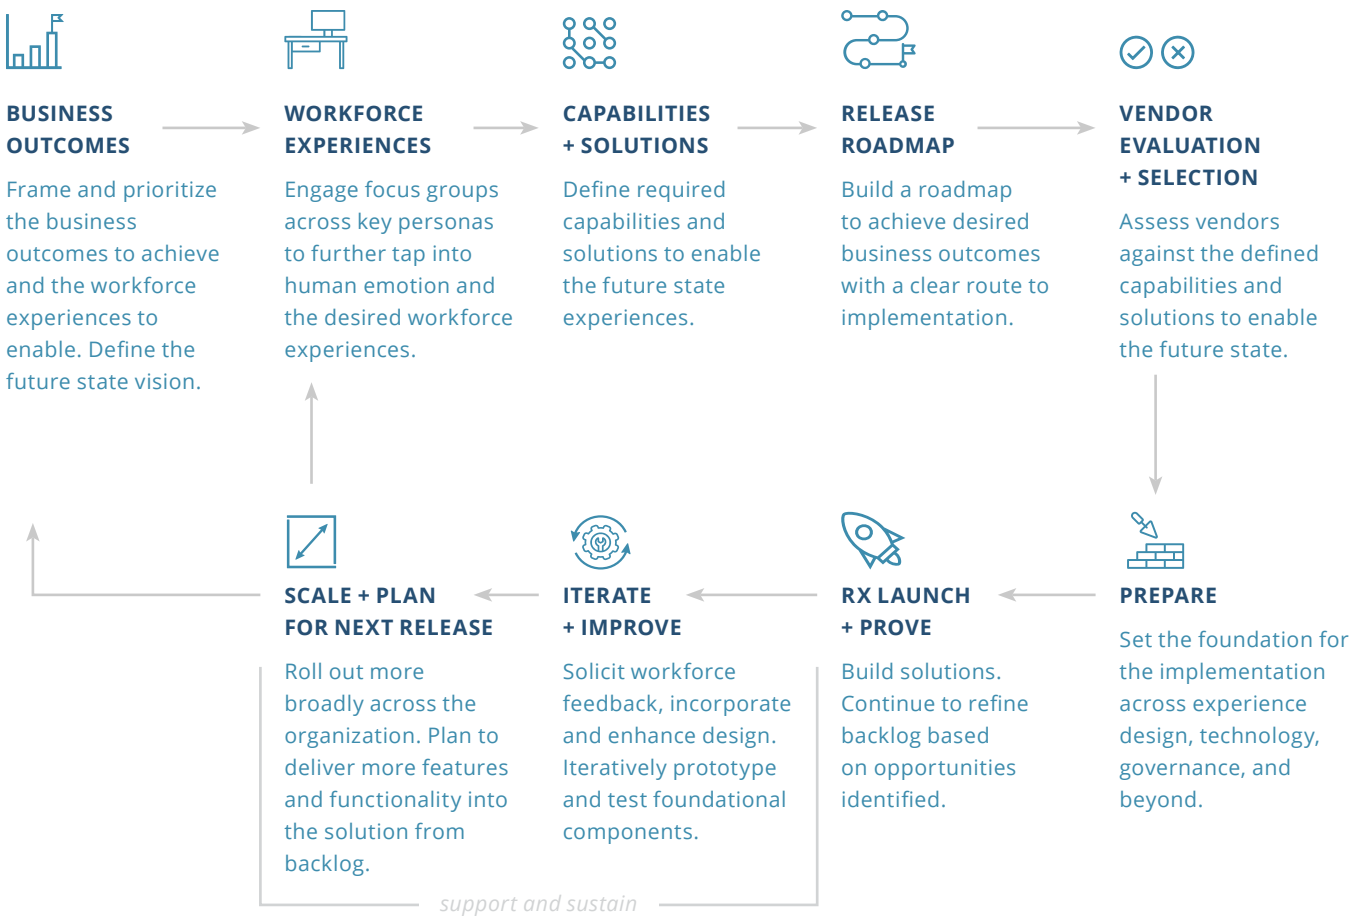 BUSINESS
OUTCOMES
Frame and prioritize
the business
outcomes to achieve
and the workforce
experiences to
enable. Define the
future state vision.
WORKFORCE
EXPERIENCES
Engage focus groups
across key personas
to further tap into
human emotion and
the desired workforce
experiences.
CAPABILITIES
+ SOLUTIONS
Define required
capabilities and
solutions to enable
the future state
experiences.
RELEASE
ROADMAP
Build a roadmap
to achieve desired
business outcomes
with a clear route to
implementation.
VENDOR
EVALUATION
+ SELECTION
Assess vendors
against the defined
capabilities and
solutions to enable
the future state.
PREPARE
Set the foundation for
the implementation
across experience
design, technology,
governance, and
beyond.
RX LAUNCH
+ PROVE
Build solutions.
Continue to refine
backlog based
on opportunities
identified.
ITERATE
+ IMPROVE
Solicit workforce
feedback, incorporate
and enhance design.
Iteratively prototype
and test foundational
components.
SCALE + PLAN
FOR NEXT RELEASE
Roll out more
broadly across the
organization. Plan to
deliver more features
and functionality into
the solution from
backlog.
support and sustain